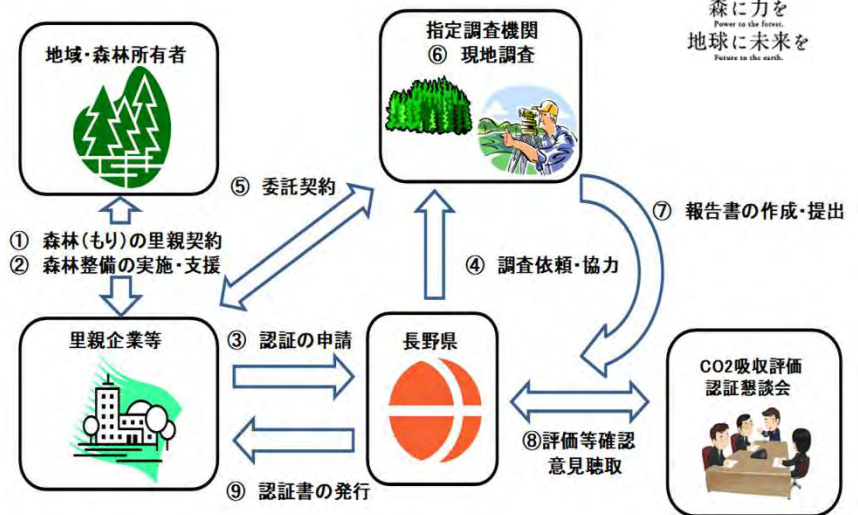 森に力を
Power to the forest.
地球に未来を
Future to the earth.
地域・森林所有者
指定調査機関
⑥ 現地調査
⑤ 委託契約
⑦ 報告書の作成・提出
① 森林(もり)の里親契約
② 森林整備の実施・支援
④ 調査依頼・協力
里親企業等
③ 認証の申請
長野県
CO2吸収評価
認証懇談会
⑧評価等確認
意見聴取
⑨ 認証書の発行